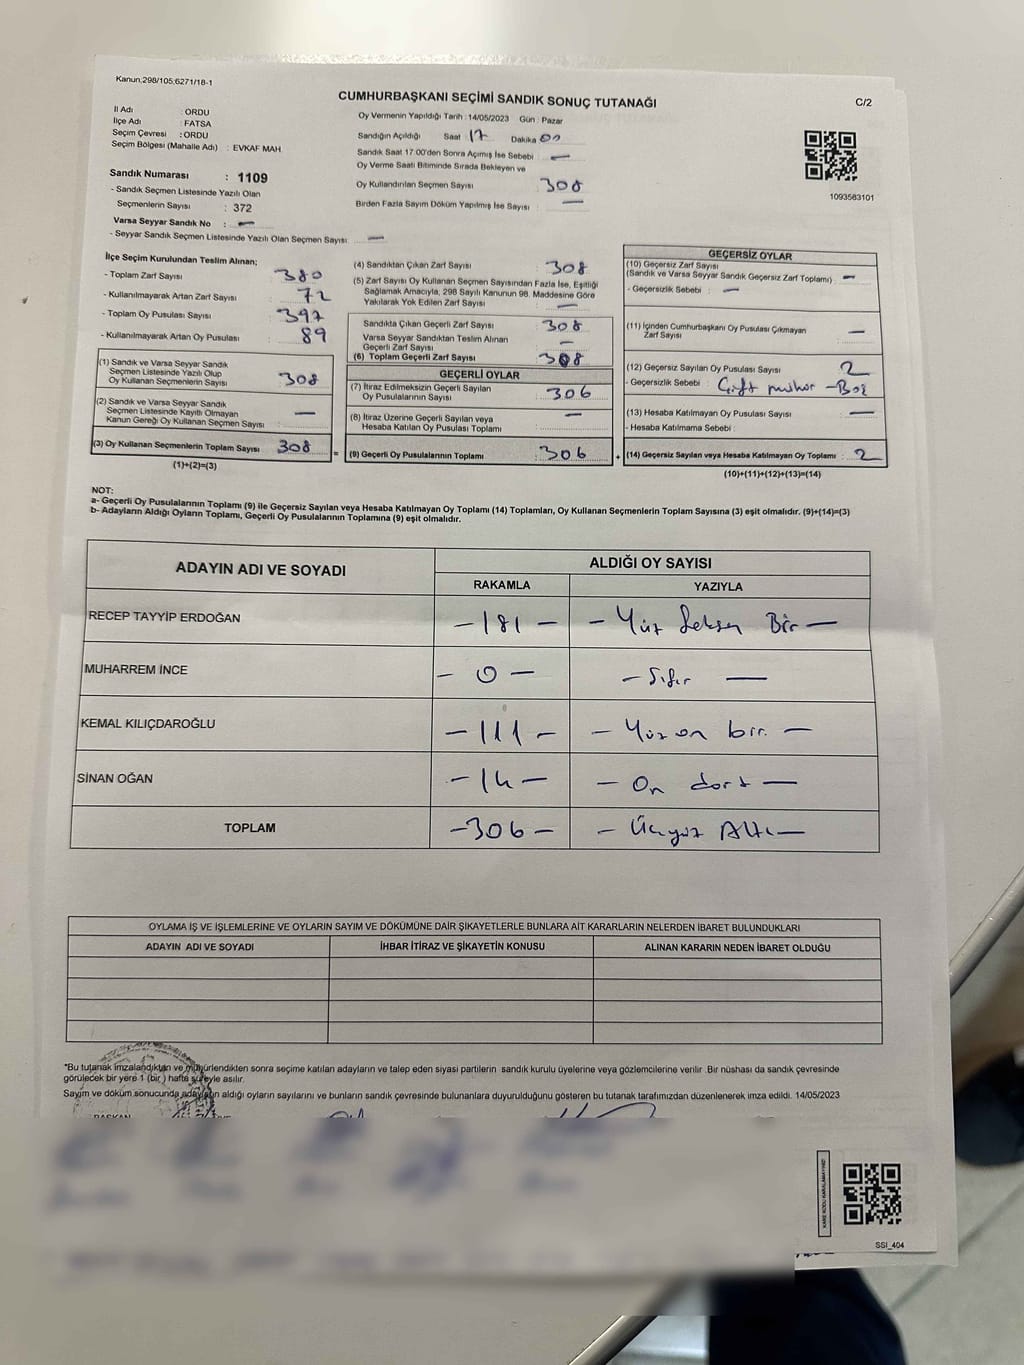 Kanun,298/105,6271/18-1
CUMHURBAŞKANI SEÇİMİ SANDIK SONUÇ TUTANAĞI
C/2
İl Adı : ORDU
İlçe Adı : FATSA
Seçim Çevresi : ORDU
Seçim Bölgesi (Mahalle Adı) : EVKAF MAH
Sandık Numarası : 1109
- Sandık Seçmen Listesinde Yazılı Olan
Seçmenlerin Sayısı : 372
Varsa Seyyar Sandık No : —
- Seyyar Sandık Seçmen Listesinde Yazılı Olan Seçmen Sayısı: —
Oy Vermenin Yapıldığı Tarih : 14/05/2023 Gün : Pazar
Sandığın Açıldığı Saat 17 Dakika 00
Sandık Saat 17:00'den Sonra Açımış İse Sebebi —
Oy Verme Saati Bitiminde Sırada Bekleyen ve
Oy Kullandırılan Seçmen Sayısı 308
Birden Fazla Sayım Döküm Yapılmış İse Sayısı : —
1093583101
İlçe Seçim Kurulundan Teslim Alınan;
- Toplam Zarf Sayısı 380
- Kullanılmayarak Artan Zarf Sayısı : 72
- Toplam Oy Pusulası Sayısı : 397
- Kullanılmayarak Artan Oy Pusulası : 89
(1) Sandık ve Varsa Seyyar Sandık
Seçmen Listesinde Yazılı Olup
Oy Kullanan Seçmenlerin Sayısı : 308
(2) Sandık ve Varsa Seyyar Sandık
Seçmen Listesinde Kayıtlı Olmayan
Kanun Gereği Oy Kullanan Seçmen Sayısı : —
(3) Oy Kullanan Seçmenlerin Toplam Sayısı : 308
(1)+(2)=(3)
(4) Sandıktan Çıkan Zarf Sayısı : 308
(5) Zarf Sayısı Oy Kullanan Seçmen Sayısından Fazla İse, Eşitliği
Sağlamak Amacıyla, 298 Sayılı Kanunun 98. Maddesine Göre
Yakılarak Yok Edilen Zarf Sayısı : —
Sandıkta Çıkan Geçerli Zarf Sayısı : 308
Varsa Seyyar Sandıktan Teslim Alınan
Geçerli Zarf Sayısı : —
(6) Toplam Geçerli Zarf Sayısı : 308
GEÇERLİ OYLAR
(7) İtiraz Edilmeksizin Geçerli Sayılan
Oy Pusulalarının Sayısı : 306
(8) İtiraz Üzerine Geçerli Sayılan veya
Hesaba Katılan Oy Pusulası Toplamı : —
=
(9) Geçerli Oy Pusulalarının Toplamı : 306
+
GEÇERSİZ OYLAR
(10) Geçersiz Zarf Sayısı
(Sandık ve Varsa Seyyar Sandık Geçersiz Zarf Toplamı) : —
- Geçersizlik Sebebi : —
(11) İçinden Cumhurbaşkanı Oy Pusulası Çıkmayan
Zarf Sayısı : —
(12) Geçersiz Sayılan Oy Pusulası Sayısı : 2
- Geçersizlik Sebebi : Çift mühür - Boş
(13) Hesaba Katılmayan Oy Pusulası Sayısı : —
- Hesaba Katılmama Sebebi :
(14) Geçersiz Sayılan veya Hesaba Katılmayan Oy Toplamı : 2
(10)+(11)+(12)+(13)=(14)
NOT:
a- Geçerli Oy Pusulalarının Toplamı (9) ile Geçersiz Sayılan veya Hesaba Katılmayan Oy Toplamı (14) Toplamları, Oy Kullanan Seçmenlerin Toplam Sayısına (3) eşit olmalıdır. (9)+(14)=(3)
b- Adayların Aldığı Oyların Toplamı, Geçerli Oy Pusulalarının Toplamına (9) eşit olmalıdır.
ADAYIN ADI VE SOYADI
ALDIĞI OY SAYISI
RAKAMLA YAZIYLA
RECEP TAYYİP ERDOĞAN – 181 – – Yüz Seksen Bir –
MUHARREM İNCE – 0 – – Sıfır –
KEMAL KILIÇDAROĞLU – 111 – – Yüz on bir. –
SİNAN OĞAN – 14 – – On dört –
TOPLAM – 306 – – Üçyüz Altı –
OYLAMA İŞ VE İŞLEMLERİNE VE OYLARIN SAYIM VE DÖKÜMÜNE DAİR ŞİKAYETLERLE BUNLARA AİT KARARLARIN NELERDEN İBARET BULUNDUKLARI
ADAYIN ADI VE SOYADI İHBAR İTİRAZ VE ŞİKAYETİN KONUSU ALINAN KARARIN NEDEN İBARET OLDUĞU
*Bu tutanak imzalandıktan ve mühürlendikten sonra seçime katılan adayların ve talep eden siyasi partilerin sandık kurulu üyelerine veya gözlemcilerine verilir .Bir nüshası da sandık çevresinde
görülecek bir yere 1 (bir ) hafta süreyle asılır.
Sayım ve döküm sonucunda adayların aldığı oyların sayılarını ve bunların sandık çevresinde bulunanlara duyurulduğunu gösteren bu tutanak tarafımızdan düzenlenerek imza edildi. 14/05/2023
BAŞKAN
KARE KODU KARALAMAYINIZ!
SSI_404